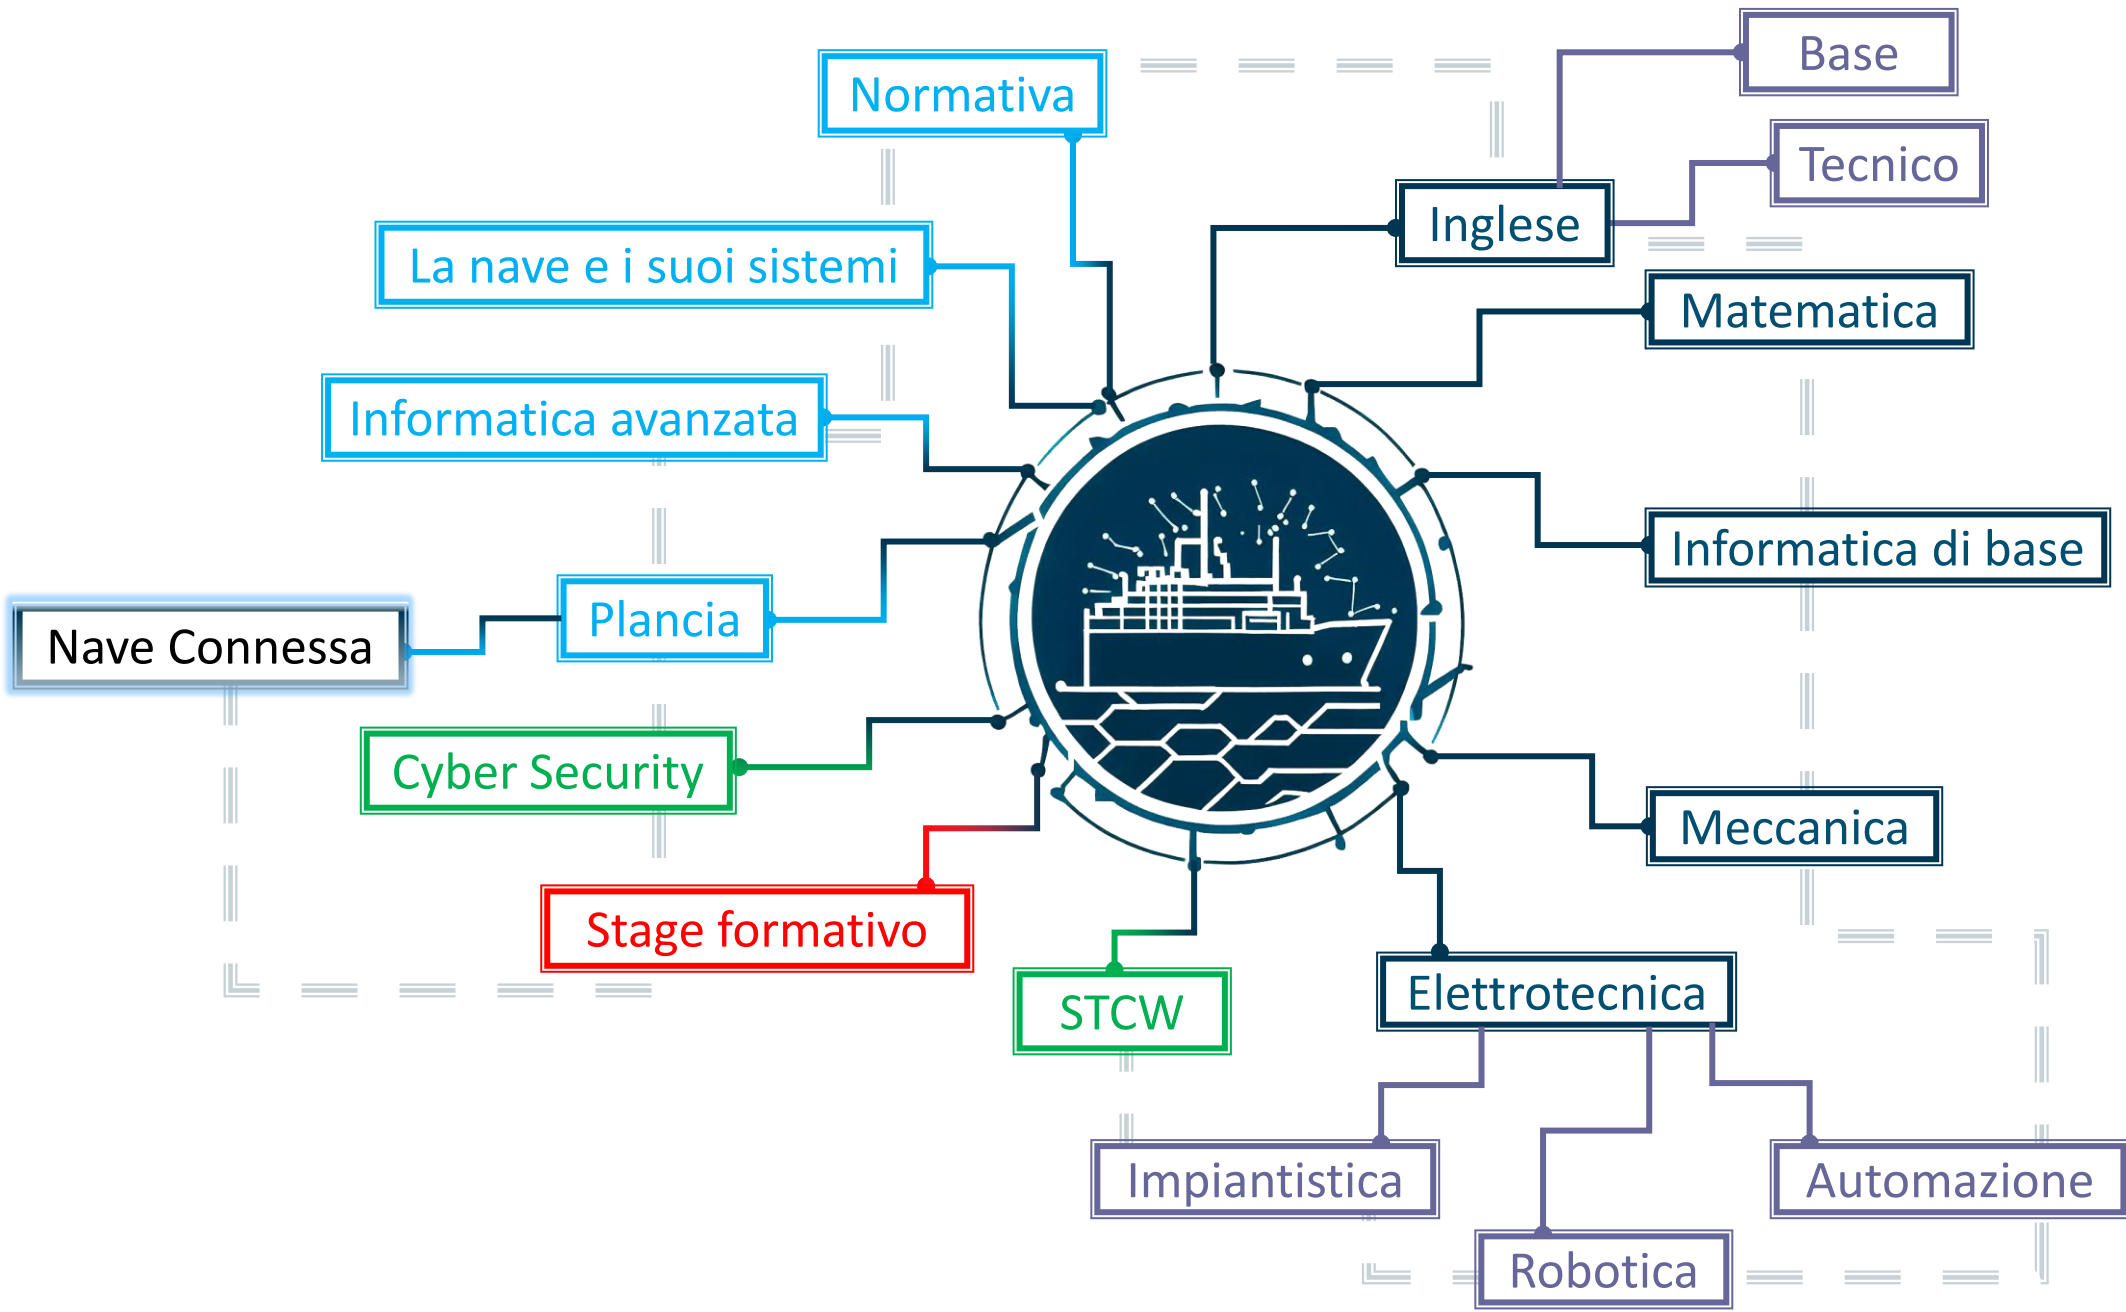 Base
Normativa
Tecnico
Inglese
La nave e i suoi sistemi
Matematica
Informatica avanzata
Informatica di base
Plancia
Nave Connessa
Cyber Security
Meccanica
Stage formativo
Elettrotecnica
STCW
Impiantistica
Automazione
Robotica